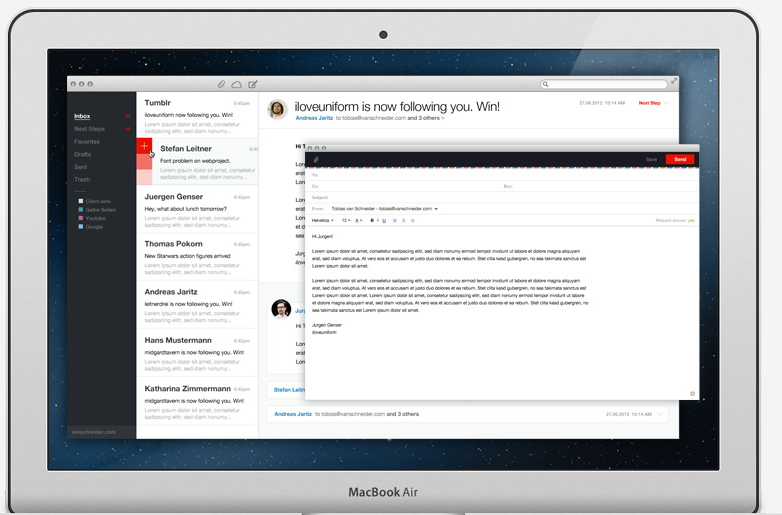 Inbox
Next Steps
Favorites
Drafts
Sent
Trash
Client eins
Gelbe Seiten
Youtube
Google
vanschneider.com
Tumblr
9:45pm
iloveuniform is now following you. Win!
Lorem ipsum dolor sit amet, consetetur
sadipscing elitr, sed diam nonumy...
Stefan Leitner
Font problem on webproject.
Lorem ipsum dolor sit amet, consetetur
sadipscing elitr, sed diam nonumy...
Juergen Genser
9:45pm
Hey, what about lunch tomorrow?
Lorem ipsum dolor sit amet, consetetur
sadipscing elitr, sed diam nonumy...
Thomas Pokorn
9:45pm
New Starwars action figures arrived
Lorem ipsum dolor sit amet, consetetur
sadipscing elitr, sed diam nonumy...
Andreas Jaritz
9:45pm
leitnerdrei is now following you. Win!
Lorem ipsum dolor sit amet, consetetur
sadipscing elitr, sed diam nonumy...
Hans Mustermann
9:45pm
midgardtavern is now following you. Win!
Lorem ipsum dolor sit amet, consetetur
sadipscing elitr, sed diam nonumy...
Katharina Zimmermann
9:45pm
midgardtavern is now following you. Win!
Lorem ipsum dolor sit amet, consetetur
sadipscing elitr, sed diam nonumy...
iloveuniform is now following you. Win!
27.06.2012 10:14 AM
Next Step
Andreas Jaritz to tobias@vanschneider.com and 3 others
Save
Send
To:
Cc:
Bcc:
Subject:
From: Tobias van Schneider - tobias@vanschneider.com
Helvetica 13 A B I U
Request answer: yes
Hi Jurgen!
Lorem ipsum dolor sit amet, consetetur sadipscing elitr, sed diam nonumy eirmod tempor invidunt ut labore et dolore magna aliquyam
erat, sed diam voluptua. At vero eos et accusam et justo duo dolores et ea rebum. Stet clita kasd gubergren, no sea takimata sanctus est
Lorem ipsum dolor sit amet.
Lorem ipsum dolor sit amet, consetetur sadipscing elitr, sed diam nonumy eirmod tempor invidunt ut labore et dolore magna aliquyam
erat, sed diam voluptua. At vero eos et accusam et justo duo dolores et ea rebum. Stet clita kasd gubergren, no sea takimata sanctus est
dolor sit amet. Lorem ipsum dolor sit amet, consetetur sadipscing elitr, sed diam nonumy eirmod tempor invidunt ut labore
et dolore magna aliquyam erat, sed diam voluptua. At vero eos et accusam et justo duo dolores et ea rebum. Stet clita kasd gubergren,
no sea takimata sanctus est Lorem ipsum dolor sit amet.
Jurgen Genser
iloveuniform
Stefan Leitn
Andreas Jaritz to tobias@vanschneider.com and 3 others
27.06.2012 10:14 AM
MacBook Air